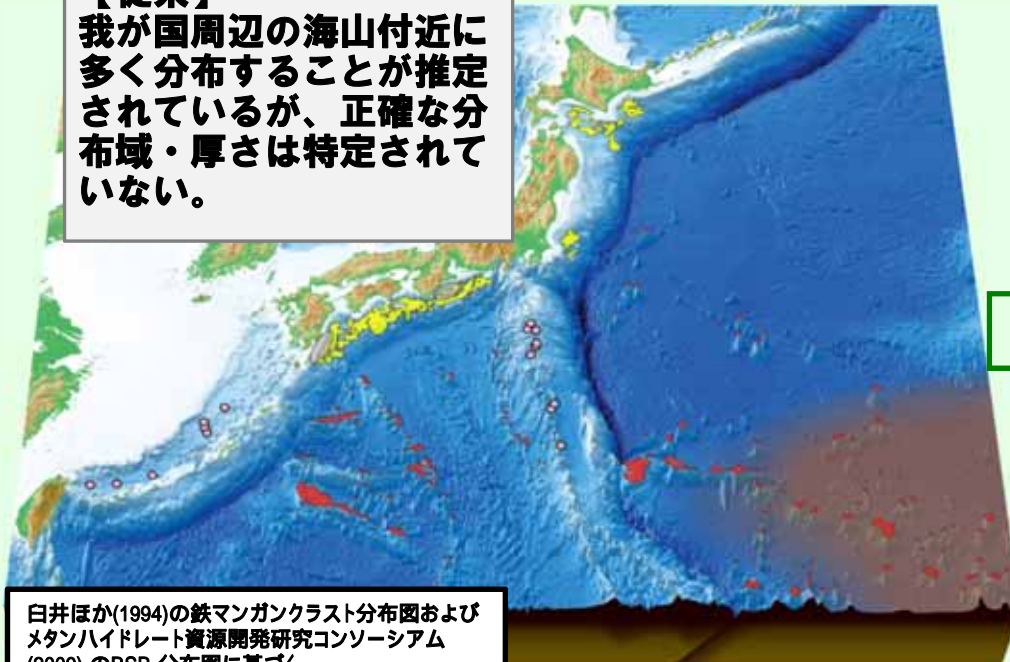 【従来】
我が国周辺の海山付近に
多く分布することが推定
されているが、正確な分
布域・厚さは特定されて
いない。
臼井ほか(1994)の鉄マンガンクラスト分布図および
メタンハイドレート資源開発研究コンソーシアム